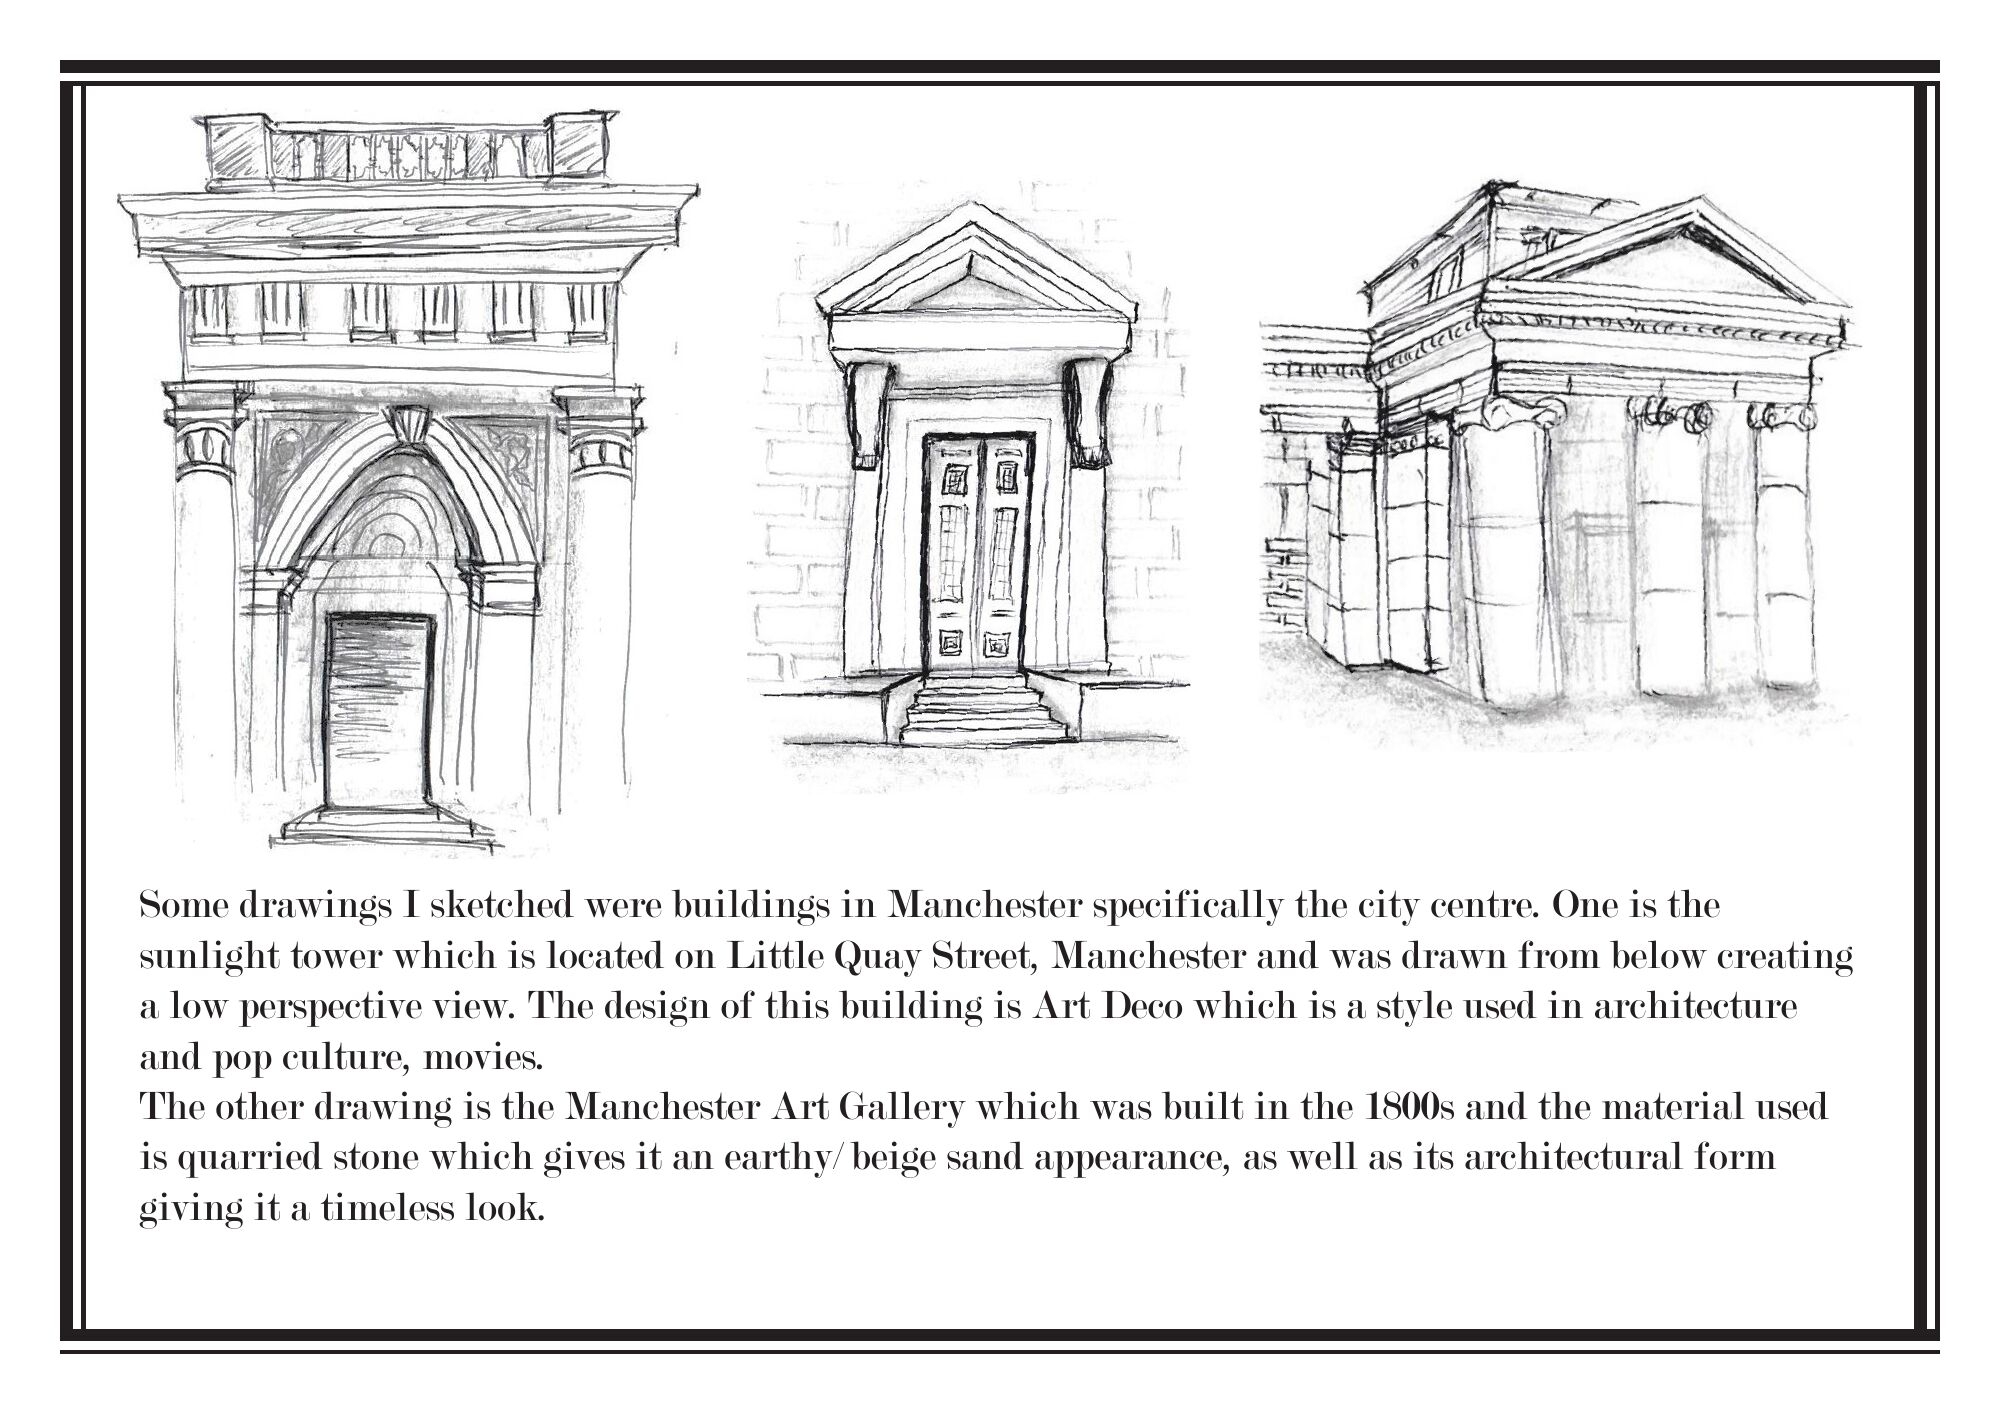 Some drawings I sketched were buildings in Manchester specifically the city centre. One is the
sunlight tower which is located on Little Quay Street, Manchester and was drawn from below creating
a low perspective view. The design of this building is Art Deco which is a style used in architecture
and pop culture, movies.
The other drawing is the Manchester Art Gallery which was built in the 1800s and the material used
is quarried stone which gives it an earthy/ beige sand appearance, as well as its architectural form
giving it a timeless look.